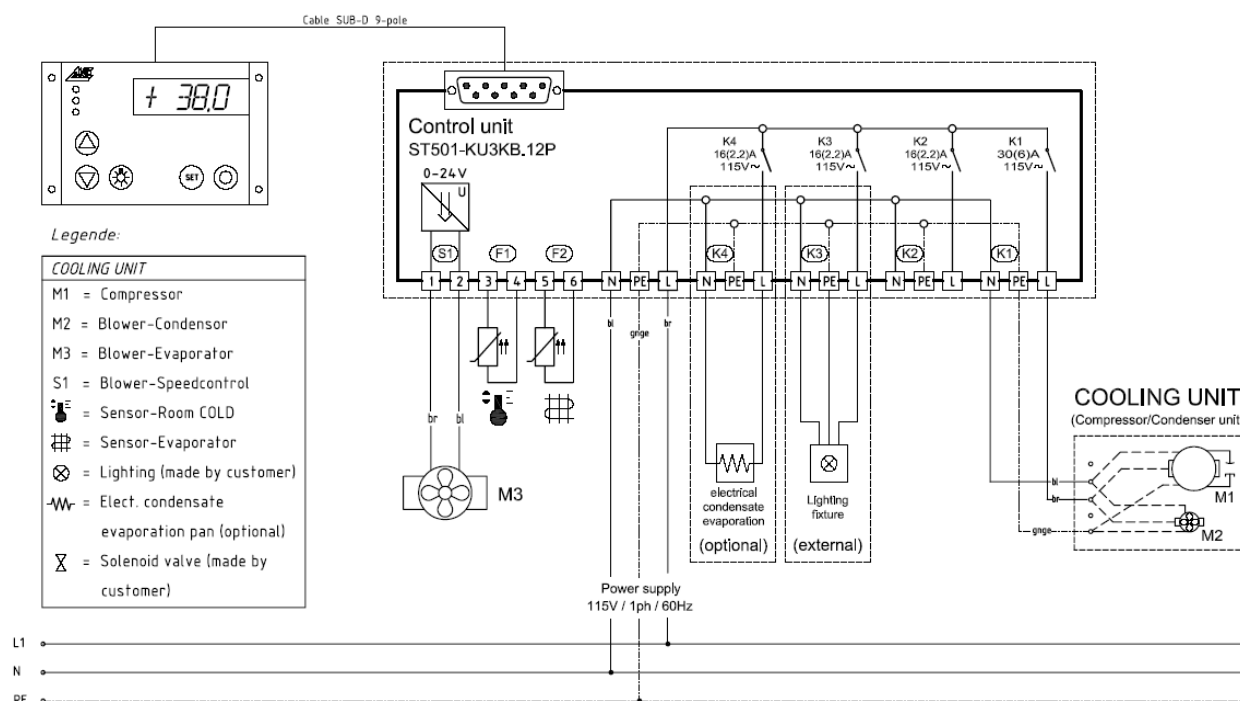 Cable SUB-D 9-pole
+ 38.0
SET
Control unit
ST501-KU3KB.12P
0-24V
U
K4
16(2.2)A
115V~
K3
16(2.2)A
115V~
K2
16(2.2)A
115V~
K1
30(6)A
115V~
S1 F1 F2 K4 K3 K2 K1
1 2 3 4 5 6 N PE L N PE L N PE L N PE L N PE L
bl gnge br
br bl
M3
Legende:
COOLING UNIT
M1 = Compressor
M2 = Blower-Condensor
M3 = Blower-Evaporator
S1 = Blower-Speedcontrol
= Sensor-Room COLD
= Sensor-Evaporator
= Lighting (made by customer)
= Elect. condensate
evaporation pan (optional)
= Solenoid valve (made by
customer)
electrical
condensate
evaporation
(optional)
Lighting
fixture
(external)
COOLING UNIT
(Compressor/Condenser unit
bl
br
gnge
M1
M2
Power supply
115V / 1ph / 60Hz
L1
N
PE